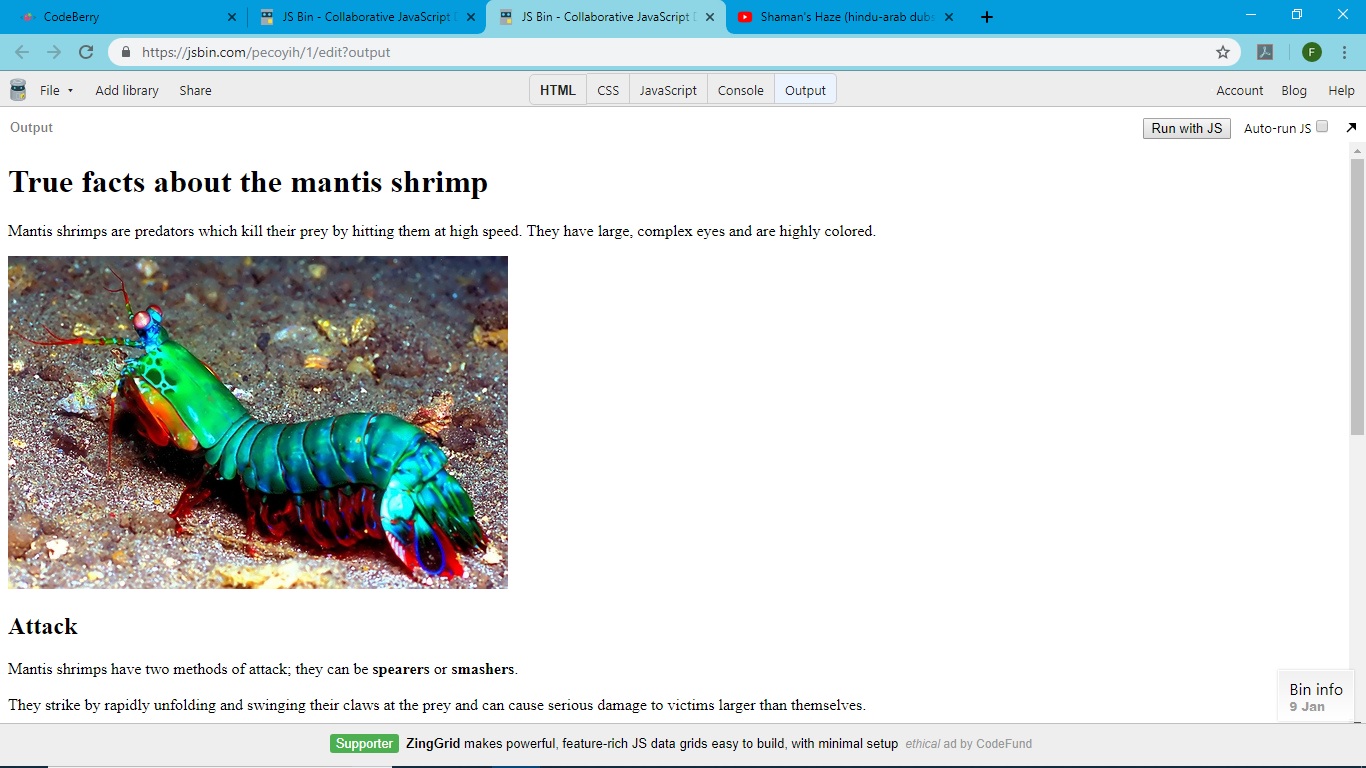 CodeBerry
JS Bin - Collaborative JavaScript
JS Bin - Collaborative JavaScript
Shaman's Haze (hindu-arab dubs
https://jsbin.com/pecoyih/1/edit?output
F
File
Add library
Share
HTML
CSS
JavaScript
Console
Output
Account
Blog
Help
Output
Run with JS
Auto-run JS
True facts about the mantis shrimp
Mantis shrimps are predators which kill their prey by hitting them at high speed. They have large, complex eyes and are highly colored.
Attack
Mantis shrimps have two methods of attack; they can be spearers or smashers.
They strike by rapidly unfolding and swinging their claws at the prey and can cause serious damage to victims larger than themselves.
Bin info
9 Jan
Supporter ZingGrid makes powerful, feature-rich JS data grids easy to build, with minimal setup ethical ad by CodeFund